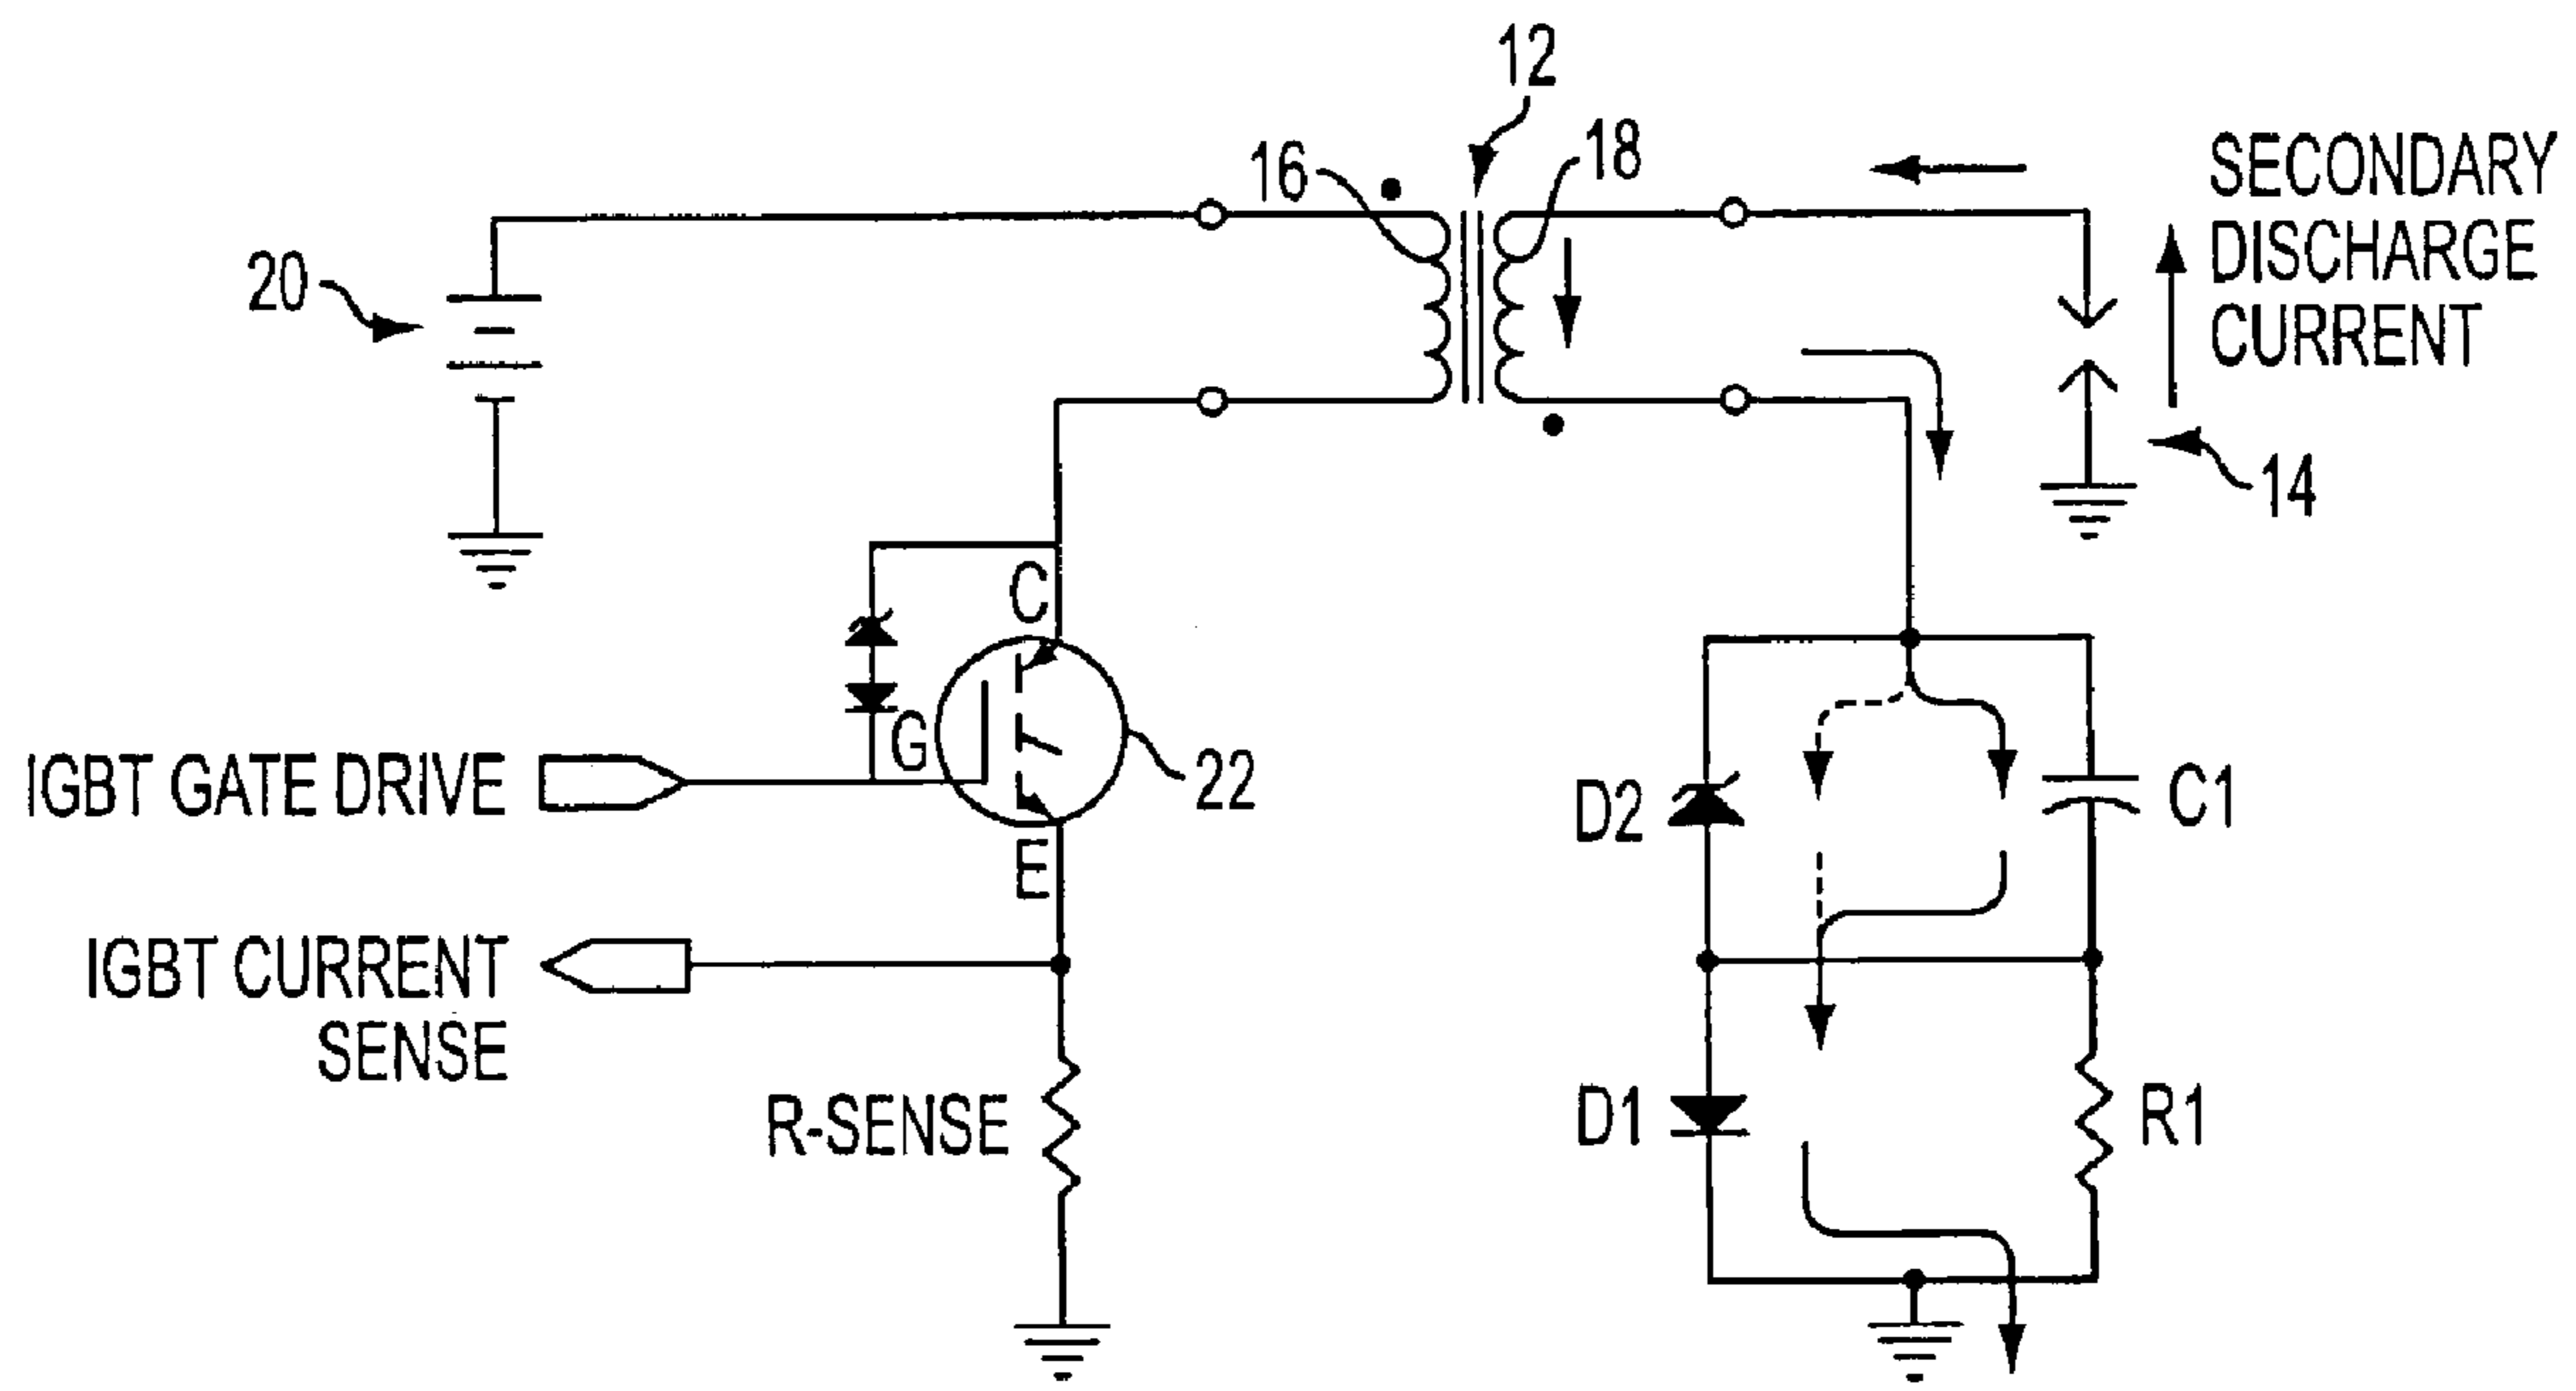 12
16
18
SECONDARY
DISCHARGE
CURRENT
20
14
C
G
IGBT GATE DRIVE
22
E
D2
C1
IGBT CURRENT
SENSE
R-SENSE
D1
R1